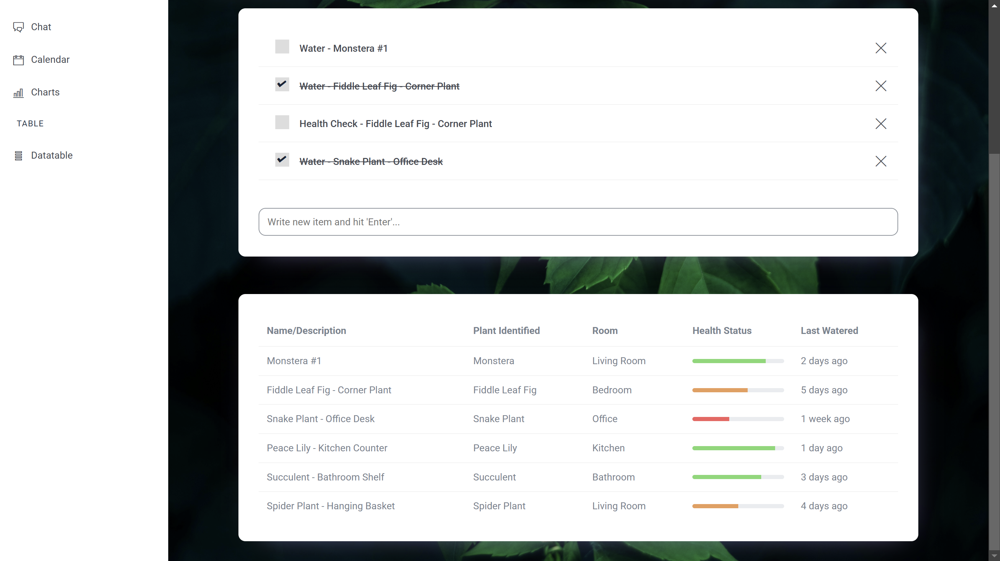 Chat
Calendar
Charts
TABLE
Datatable
Water - Monstera #1
Water - Fiddle Leaf Fig - Corner Plant
Health Check - Fiddle Leaf Fig - Corner Plant
Water - Snake Plant - Office Desk
Write new item and hit 'Enter'...
Name/Description Plant Identified Room Health Status Last Watered
Monstera #1 Monstera Living Room 2 days ago
Fiddle Leaf Fig - Corner Plant Fiddle Leaf Fig Bedroom 5 days ago
Snake Plant - Office Desk Snake Plant Office 1 week ago
Peace Lily - Kitchen Counter Peace Lily Kitchen 1 day ago
Succulent - Bathroom Shelf Succulent Bathroom 3 days ago
Spider Plant - Hanging Basket Spider Plant Living Room 4 days ago